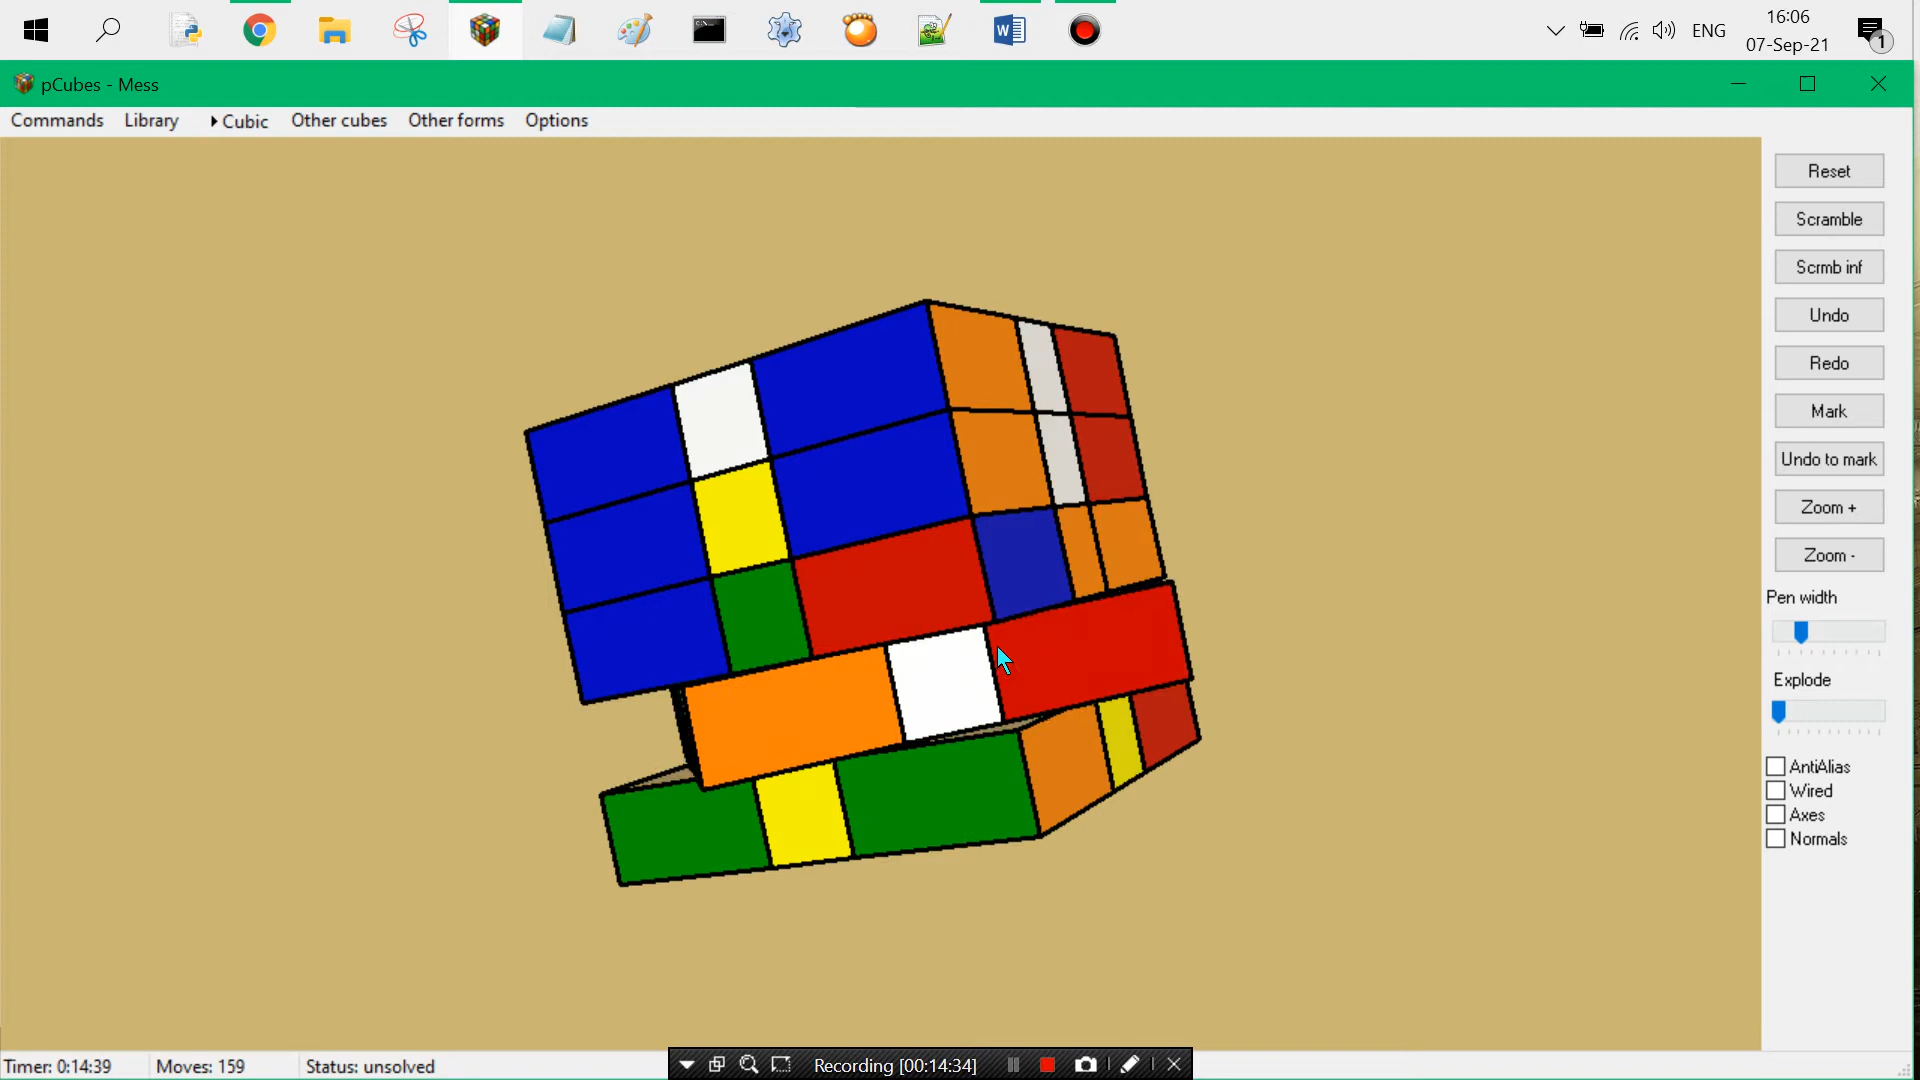 ENG
16:06
07-Sep-21
1
pCubes - Mess
Commands Library Cubic Other cubes Other forms Options
Reset
Scramble
Scrmb inf
Undo
Redo
Mark
Undo to mark
Zoom +
Zoom -
Pen width
Explode
AntiAlias
Wired
Axes
Normals
Timer: 0:14:39 Moves: 159 Status: unsolved
Recording [00:14:34]